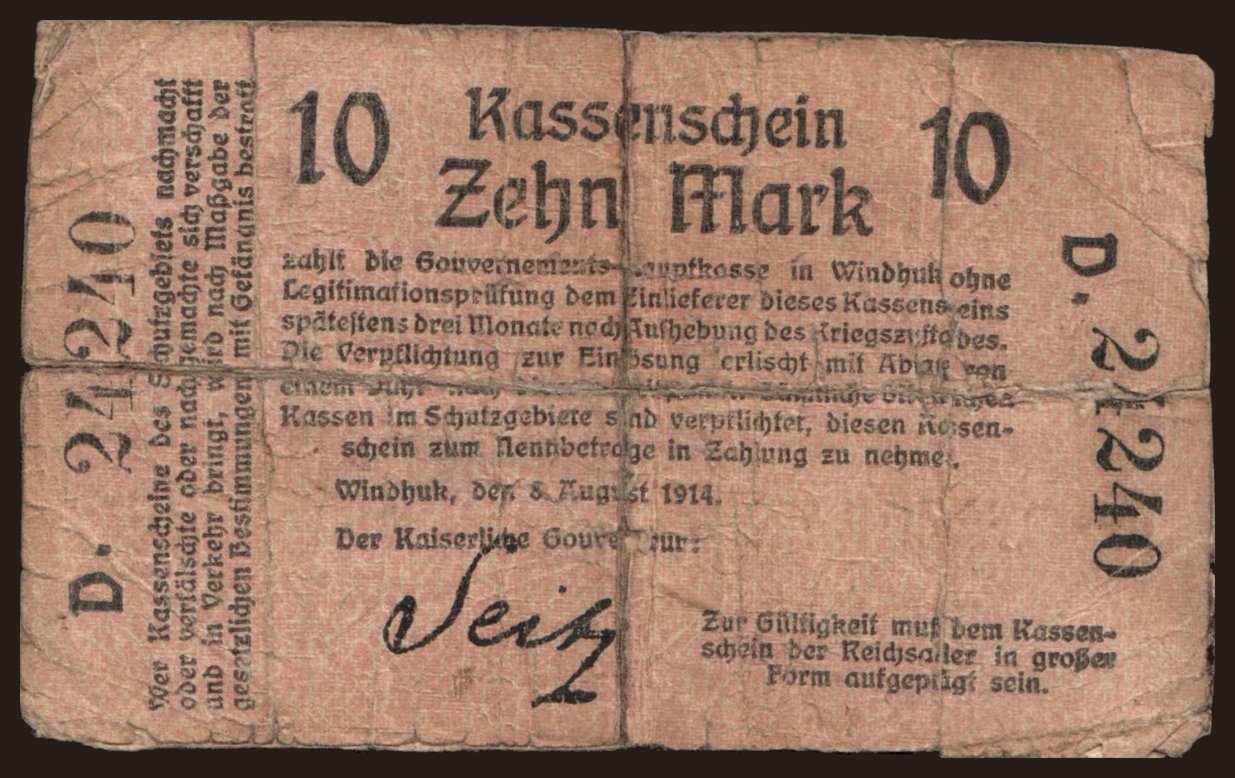 10 Kassenschein 10
Zehn Mark
zahlt die Gouvernements-Hauptkasse in Windhuk ohne
Legitimationsprüfung dem Einlieferer dieses Kassenscheins
spätestens drei Monate nach Aufhebung des Kriegszustandes.
Die Verpflichtung zur Einlösung erlischt mit Ablauf von
einem Jahr nach
Kassen im Schutzgebiete sind verpflichtet, diesen Kassen-
schein zum Nennbetrage in Zahlung zu nehmen.
Windhuk, den 8. August 1914.
Der Kaiserliche Gouverneur:
Seitz
Zur Gültigkeit muß dem Kassen-
schein der Reichsadler in großer
Form aufgeprägt sein.
D. 24240
Wer Kassenscheine des Schutzgebiets nachmacht
oder verfälscht oder nachgemachte sich verschafft
und in Verkehr bringt, wird nach Maßgabe der
gesetzlichen Bestimmungen mit Gefängnis bestraft
D. 24240